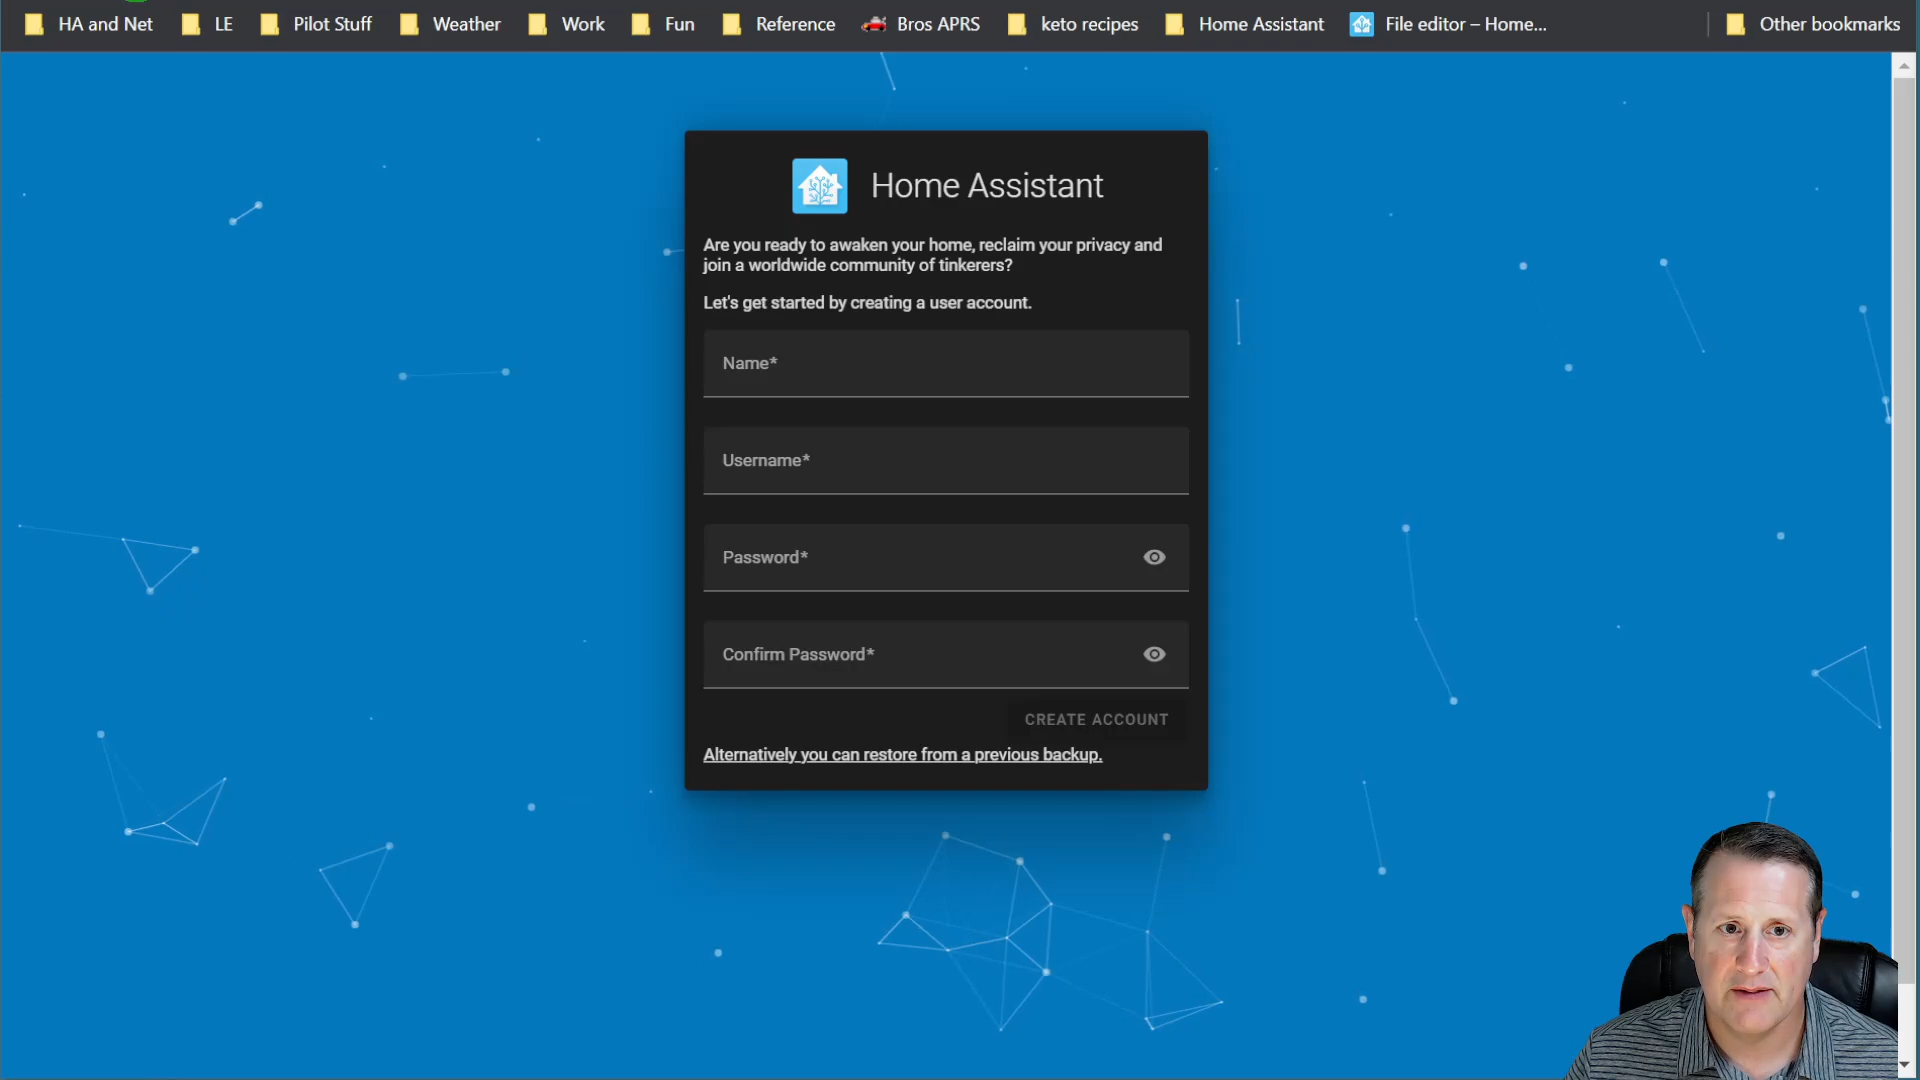 HA and Net LE Pilot Stuff Weather Work Fun Reference Bros APRS keto recipes Home Assistant File editor – Home... Other bookmarks
Home Assistant
Are you ready to awaken your home, reclaim your privacy and
join a worldwide community of tinkerers?
Let's get started by creating a user account.
Name*
Username*
Password*
Confirm Password*
CREATE ACCOUNT
Alternatively you can restore from a previous backup.